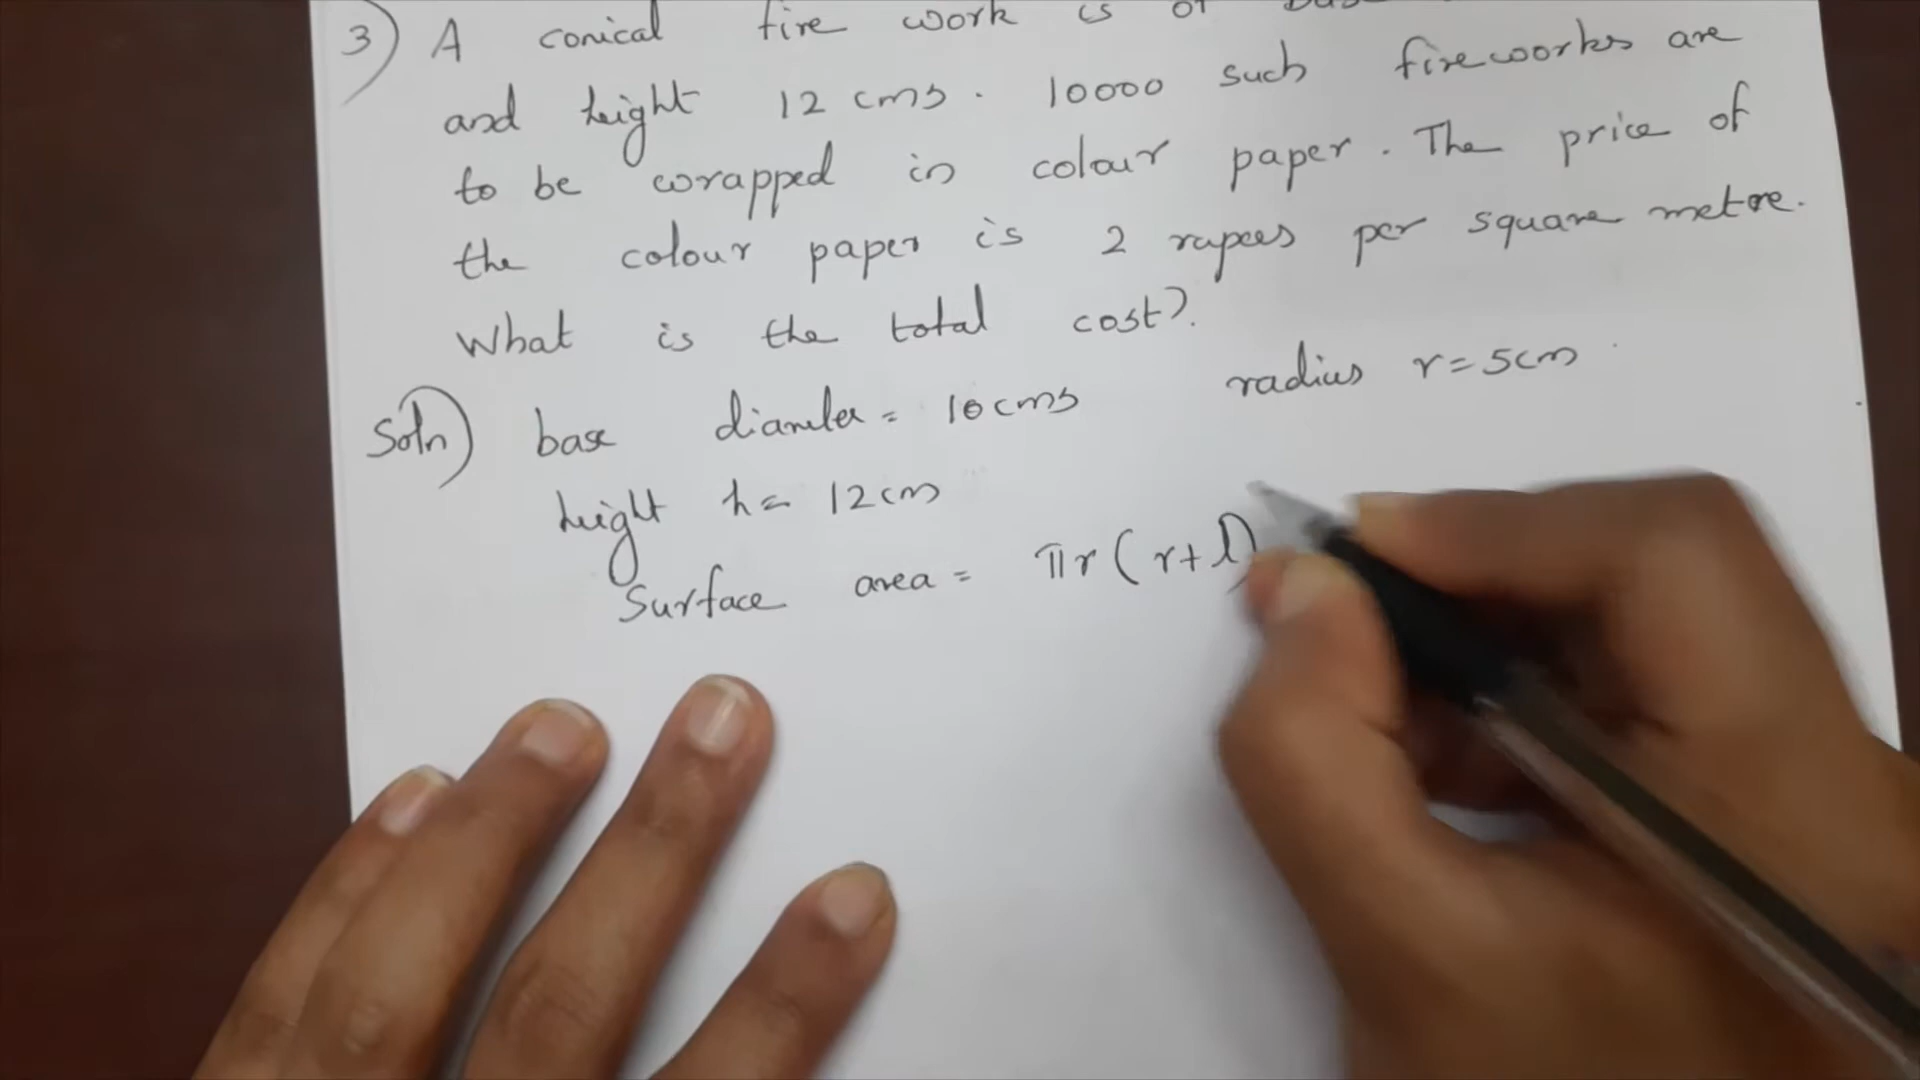 3) A conical fire work is of
and height 12 cms. 10000 such fireworks are
to be wrapped in colour paper. The price of
the colour paper is 2 rupees per square metre.
What is the total cost?
Soln) base diameter = 10cms radius r = 5cm
height h = 12cm
Surface area = πr(r+l)